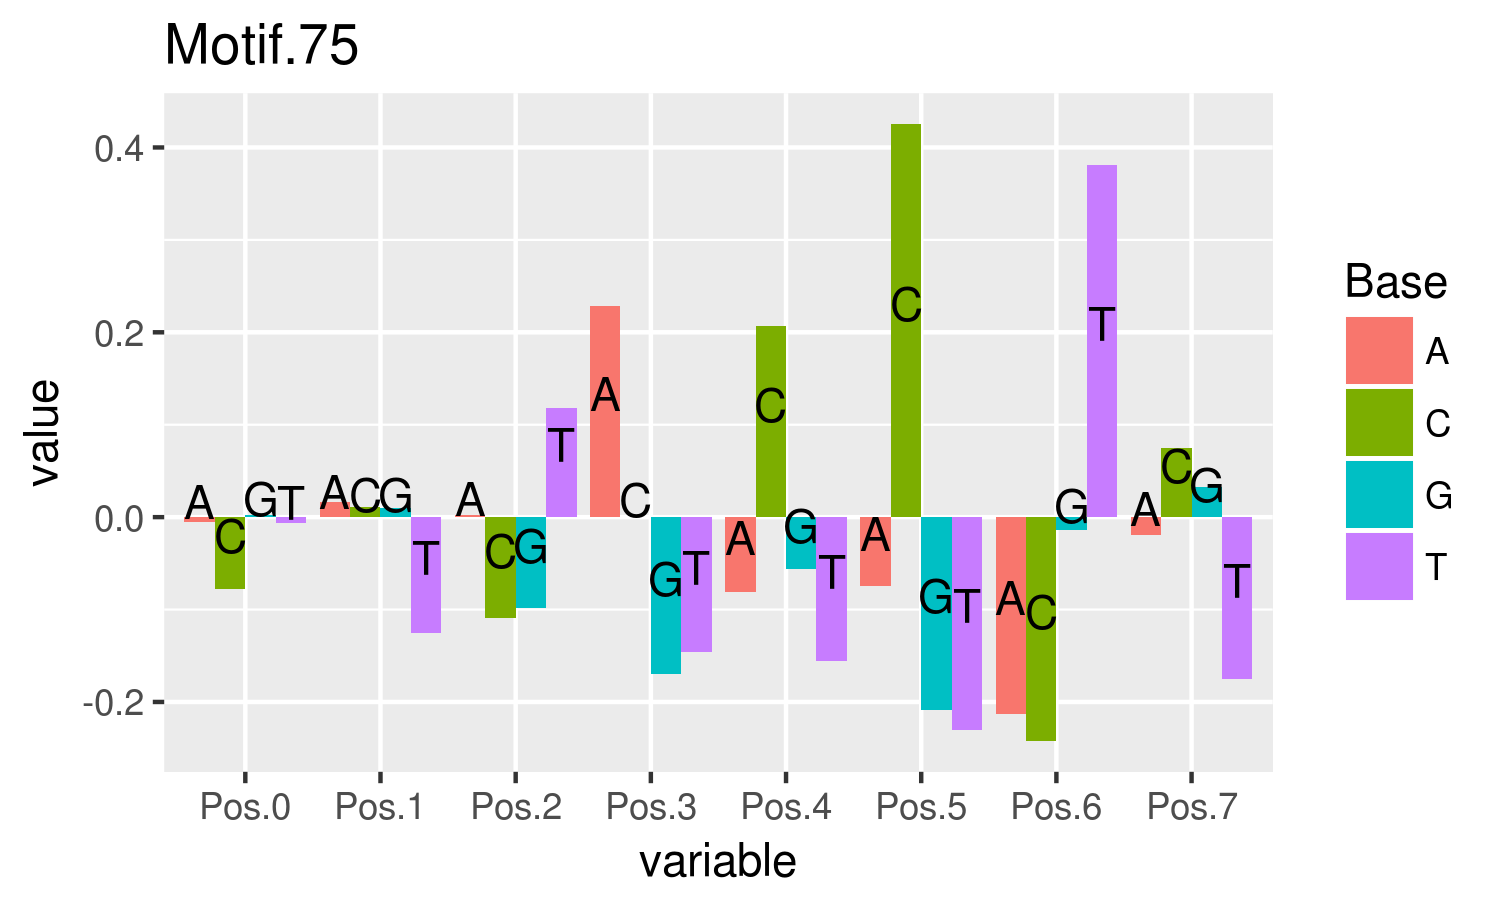 Motif.75
0.4
0.2
0.0
-0.2
value
A C G T A C G T A C G T A C G T A C G T A C G T A C G T A C G T
Pos.0 Pos.1 Pos.2 Pos.3 Pos.4 Pos.5 Pos.6 Pos.7
variable
Base
A
C
G
T